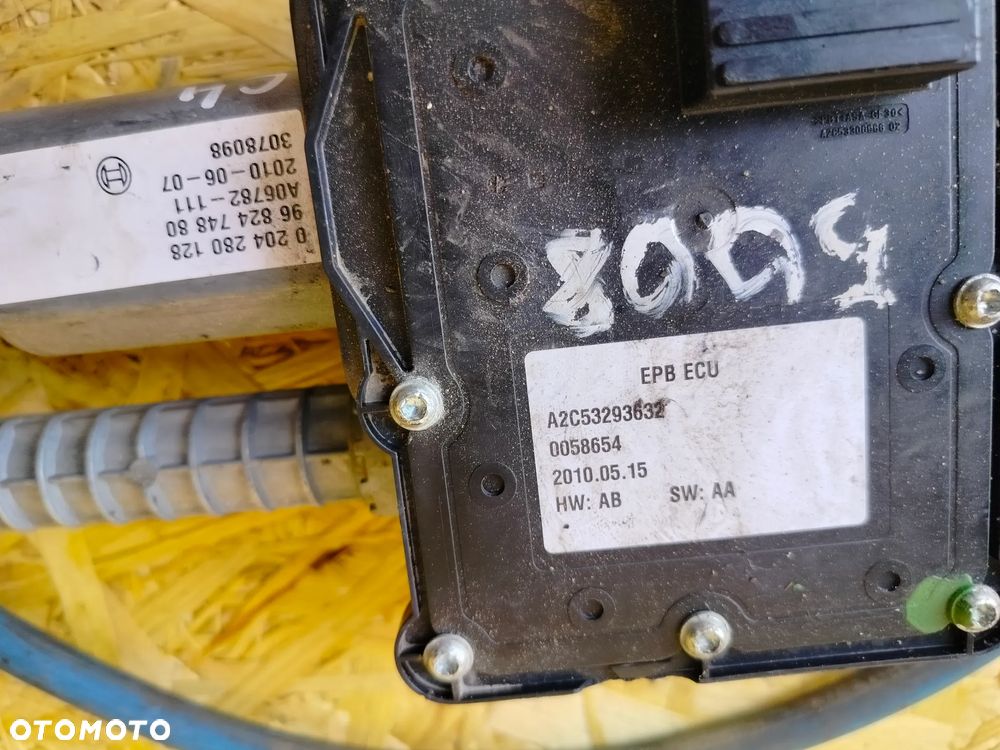 EPB ECU
A2C53293632
0058654
2010.05.15
HW: AB SW: AA
0 204 280 128
96 824 748 80
A06782-111
2010-06-07
3078098
5008
OTOMOTO